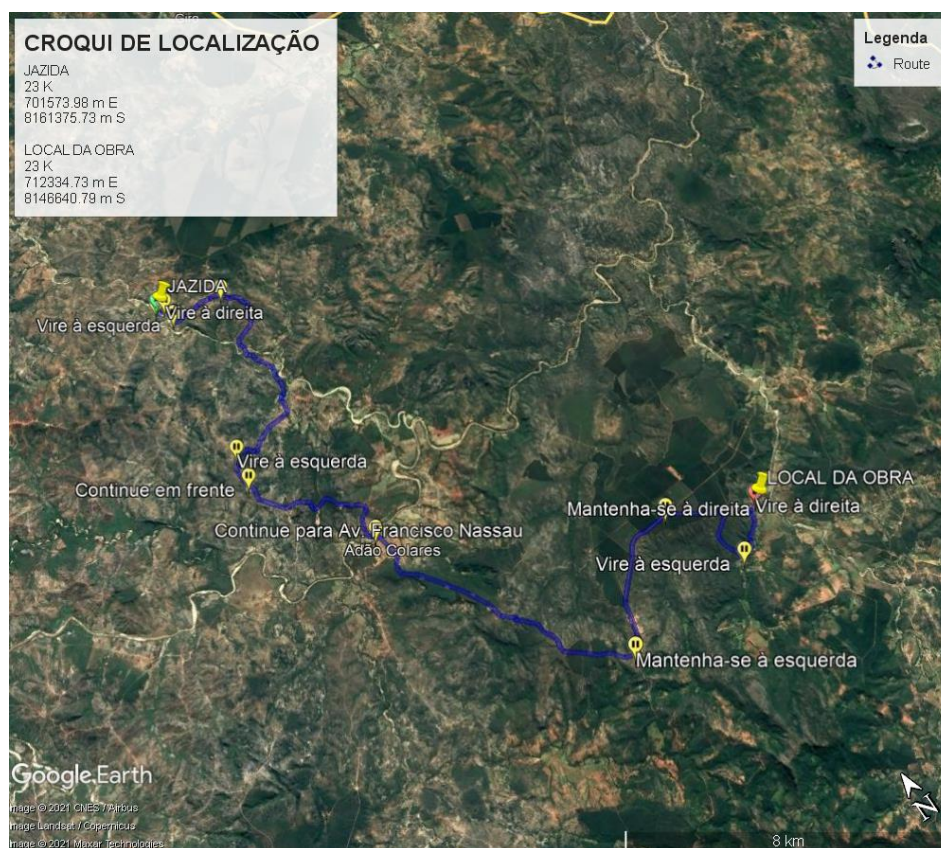 CROQUI DE LOCALIZAÇÃO
JAZIDA
23 K
701573.98 m E
8161375.73 m S
LOCAL DA OBRA
23 K
712334.73 m E
8146640.79 m S
Legenda
Route
JAZIDA
Vire à direita
Vire à esquerda
Vire à esquerda
Continue em frente
LOCAL DA OBRA
Mantenha-se à direita
Vire à direita
Continue para Av. Francisco Nassau
Adão Colares
Vire à esquerda
Mantenha-se à esquerda
Google Earth
Image © 2021 CNES / Airbus
Image Landsat / Copernicus
Image © 2021 Maxar Technologies
N
8 km